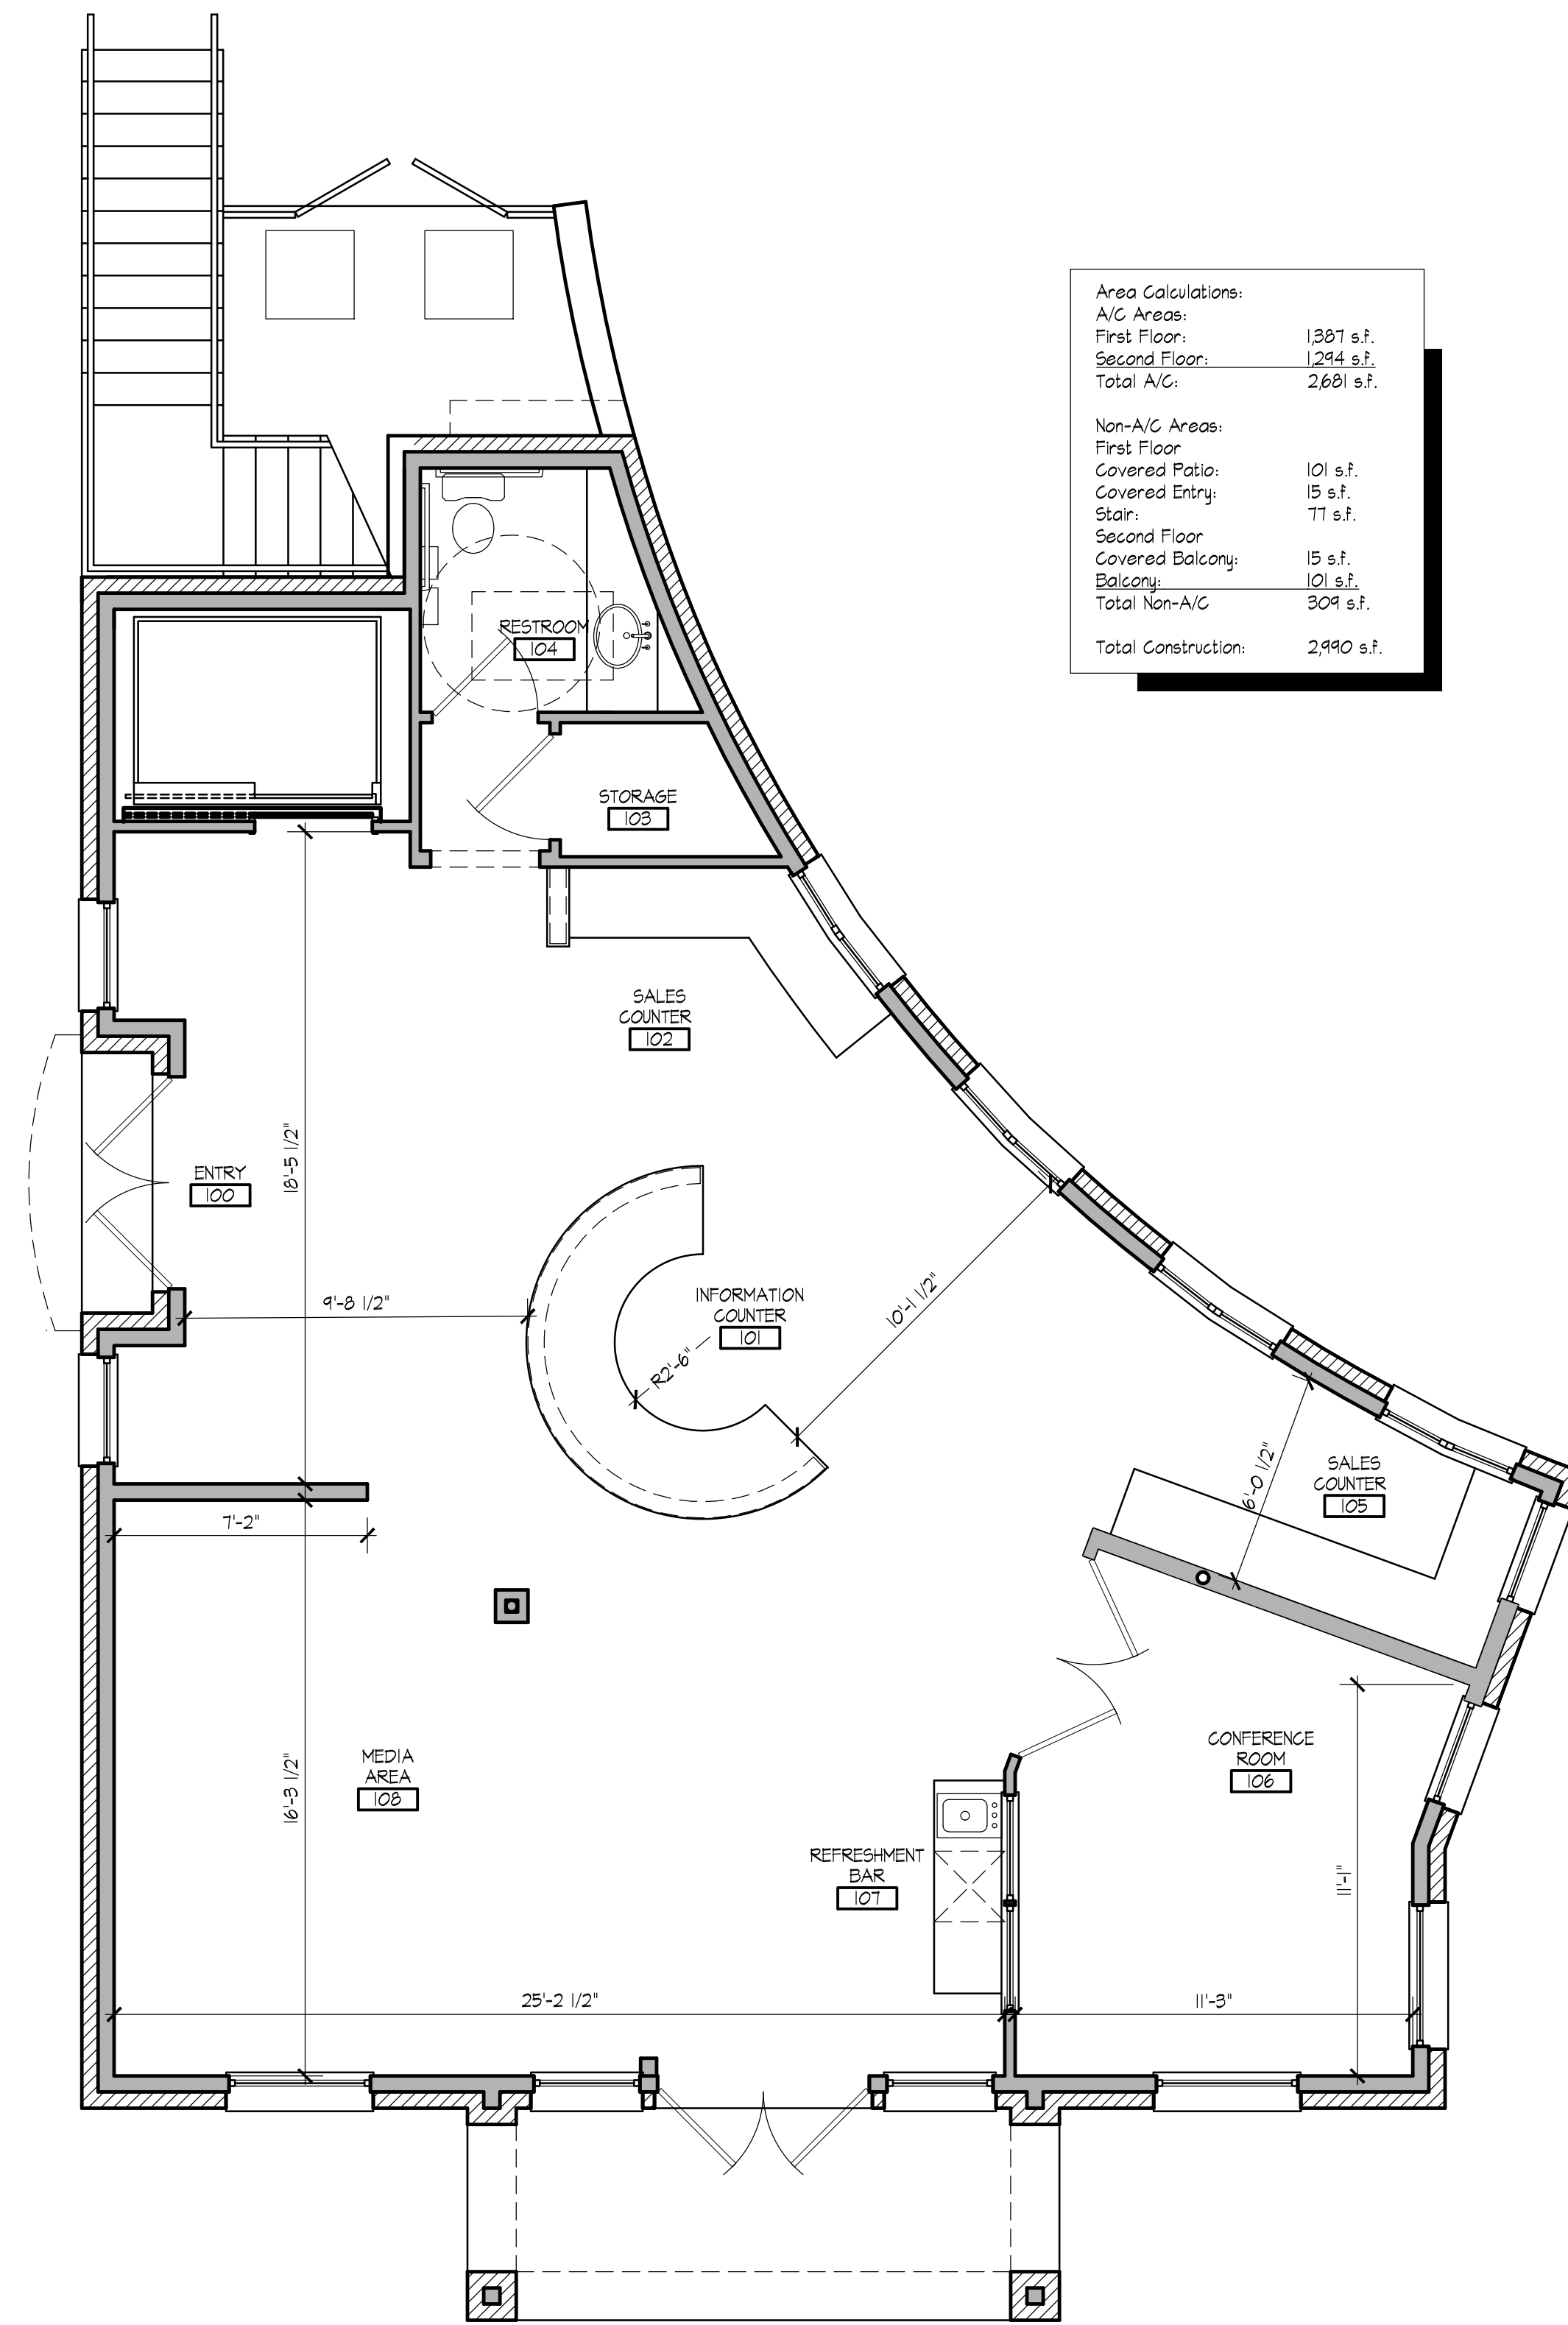 Area Calculations:
A/C Areas:
First Floor: 1,387 s.f.
Second Floor: 1,294 s.f.
Total A/C: 2,681 s.f.
Non-A/C Areas:
First Floor
Covered Patio: 101 s.f.
Covered Entry: 15 s.f.
Stair: 77 s.f.
Second Floor
Covered Balcony: 15 s.f.
Balcony: 101 s.f.
Total Non-A/C 309 s.f.
Total Construction: 2,990 s.f.
RESTROOM
104
STORAGE
103
SALES
COUNTER
102
18'-5 1/2"
ENTRY
100
9'-8 1/2"
INFORMATION
COUNTER
101
R2'-6"
10'-1 1/2"
6'-0 1/2"
SALES
COUNTER
105
7'-2"
MEDIA
AREA
108
16'-3 1/2"
CONFERENCE
ROOM
106
REFRESHMENT
BAR
107
11'-1"
25'-2 1/2"
11'-3"